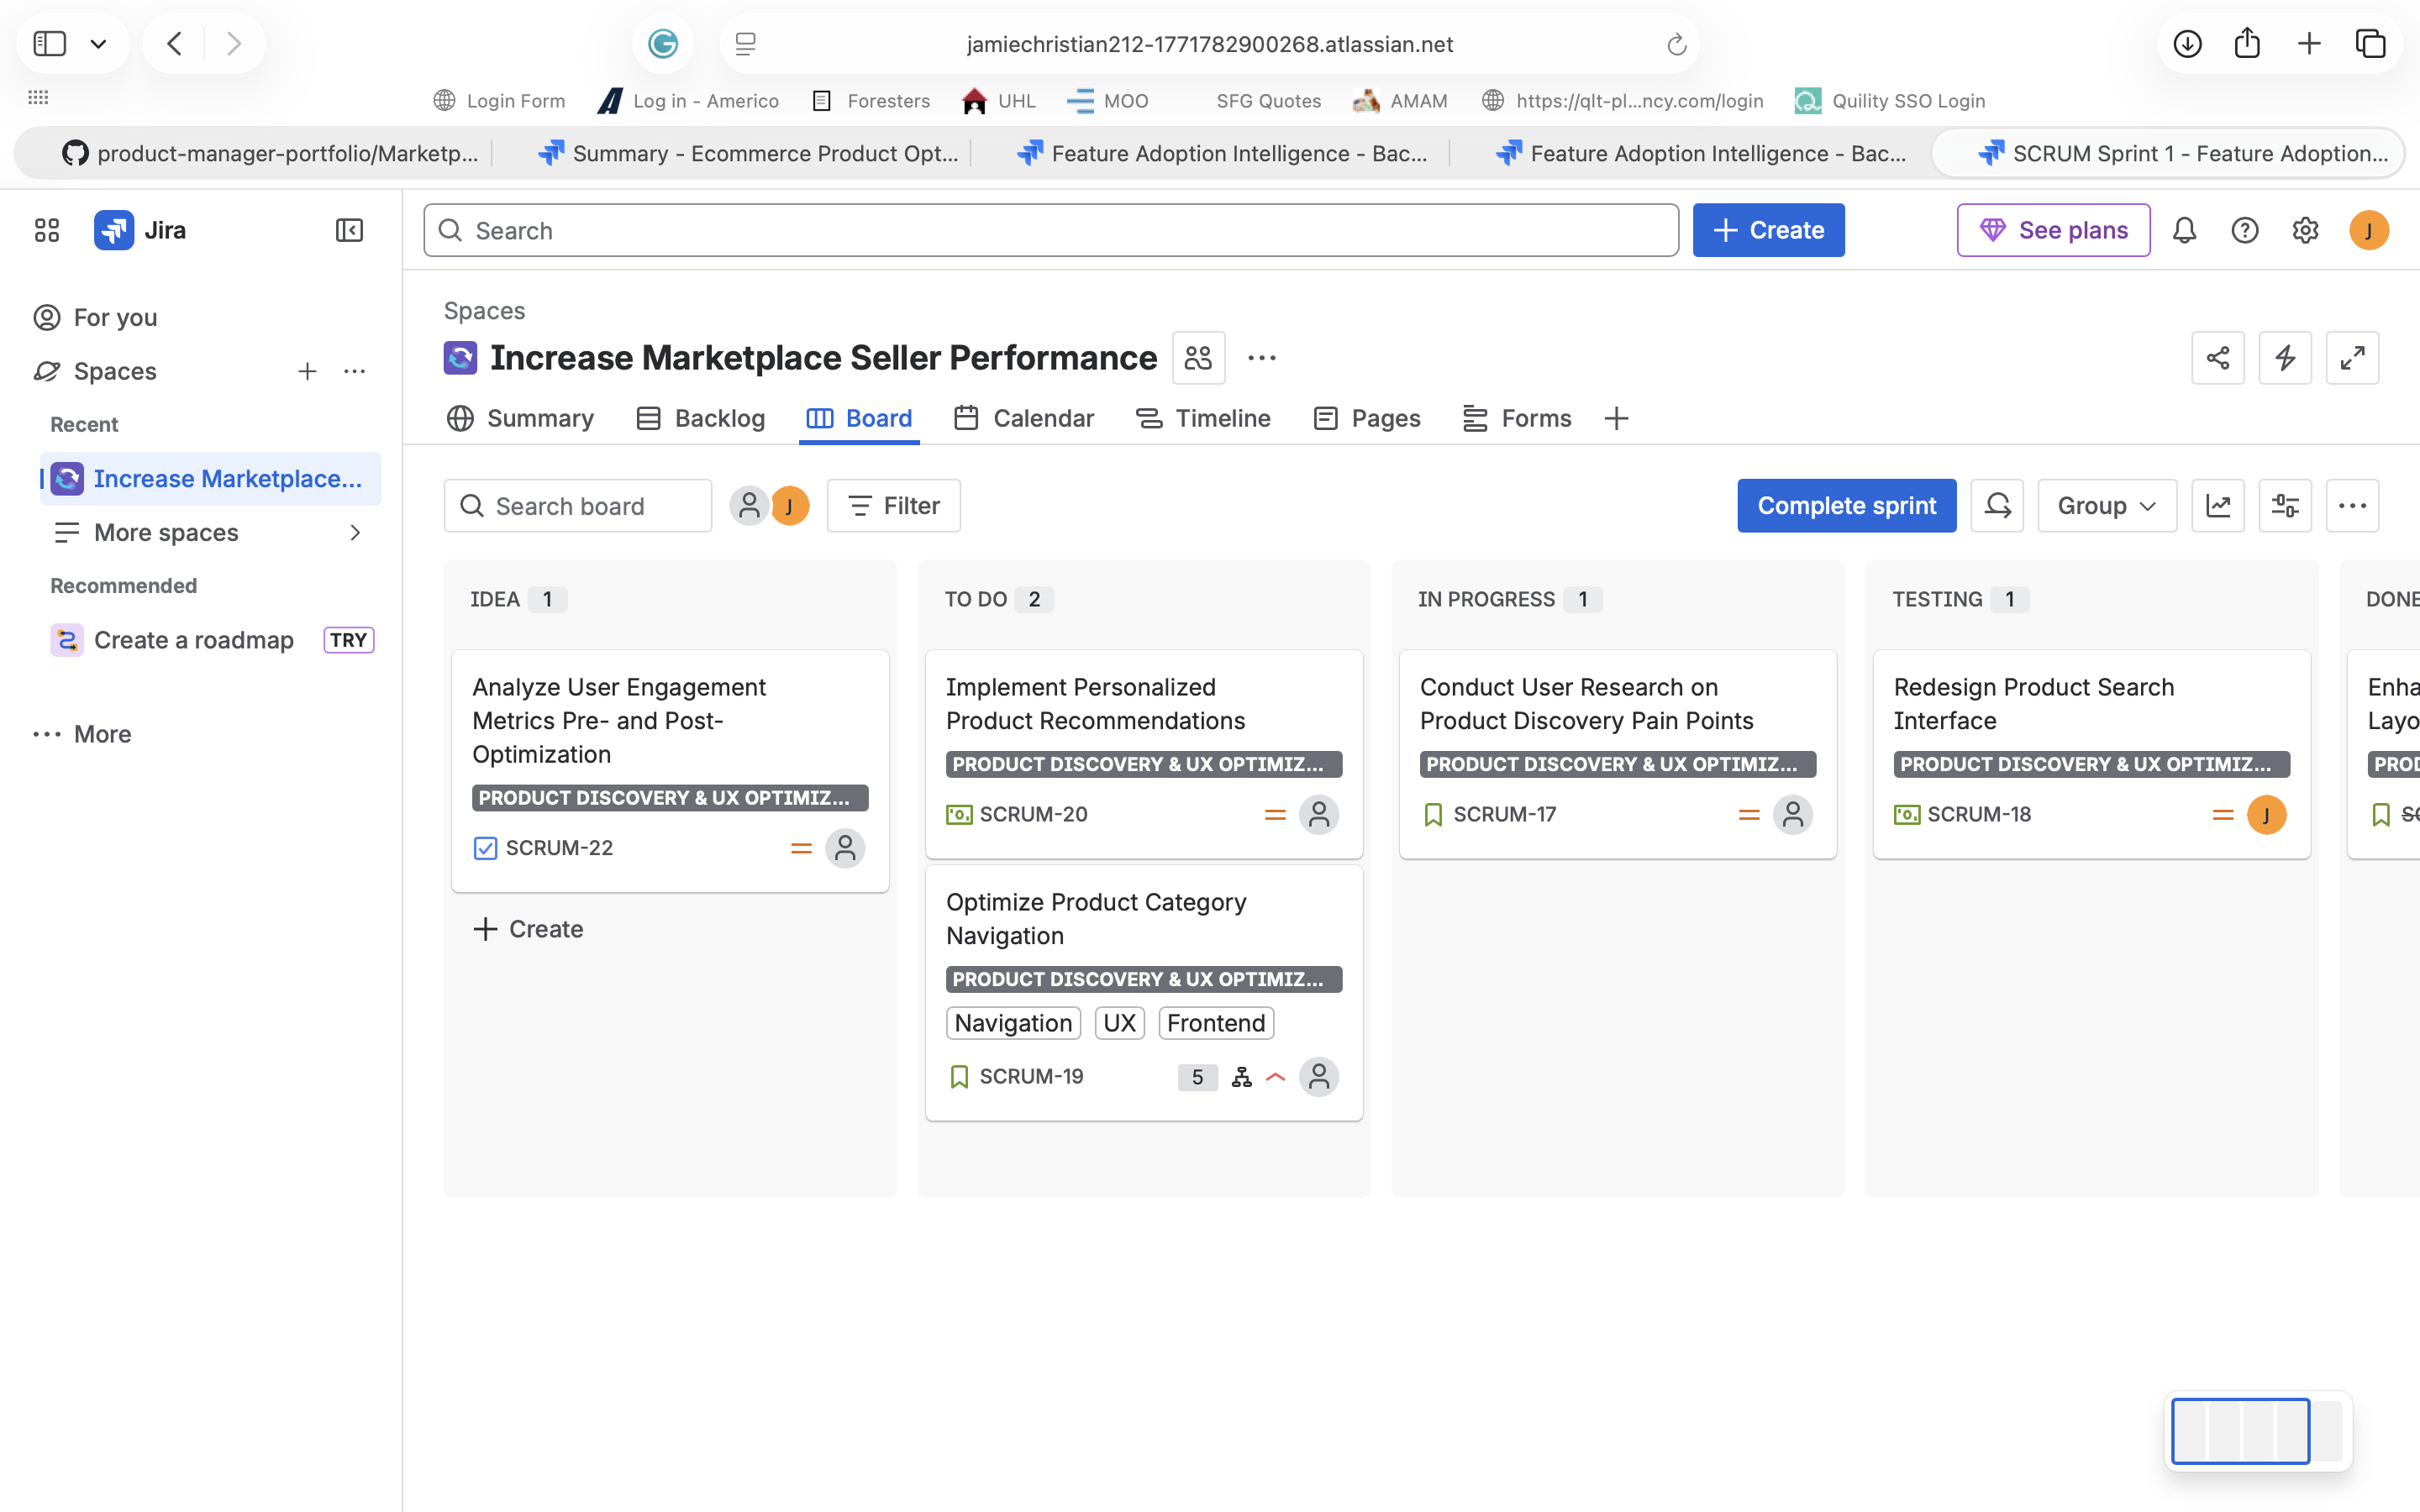 jamiechristian212-1771782900268.atlassian.net
Login Form
Log in - Americo
Foresters
UHL
MOO
SFG Quotes
AMAM
https://qlt-pl...ncy.com/login
Quility SSO Login
product-manager-portfolio/Marketp...
Summary - Ecommerce Product Opt...
Feature Adoption Intelligence - Bac...
Feature Adoption Intelligence - Bac...
SCRUM Sprint 1 - Feature Adoption...
Jira
Search
Create
See plans
J
For you
Spaces
Recent
Increase Marketplace...
More spaces
Recommended
Create a roadmap
TRY
More
Spaces
Increase Marketplace Seller Performance
Summary
Backlog
Board
Calendar
Timeline
Pages
Forms
Search board
J
Filter
Complete sprint
Group
IDEA 1
Analyze User Engagement
Metrics Pre- and Post-
Optimization
PRODUCT DISCOVERY & UX OPTIMIZ...
SCRUM-22
Create
TO DO 2
Implement Personalized
Product Recommendations
PRODUCT DISCOVERY & UX OPTIMIZ...
SCRUM-20
Optimize Product Category
Navigation
PRODUCT DISCOVERY & UX OPTIMIZ...
Navigation UX Frontend
SCRUM-19 5
IN PROGRESS 1
Conduct User Research on
Product Discovery Pain Points
PRODUCT DISCOVERY & UX OPTIMIZ...
SCRUM-17
TESTING 1
Redesign Product Search
Interface
PRODUCT DISCOVERY & UX OPTIMIZ...
SCRUM-18 J
DONE
Enha
Layo
PROD